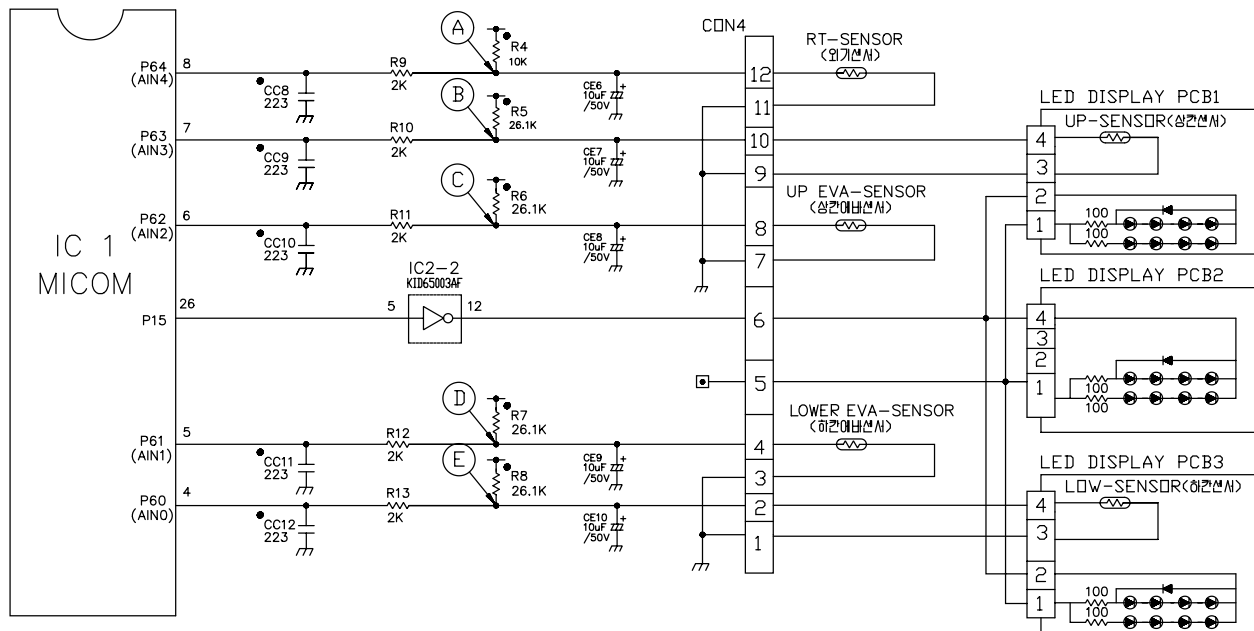 CON4
RT-SENSOR
(외기센서)
R4
10K
A
P64
(AIN4)
8
R9
2K
CC8
223
CE6
10uF
/50V
12
11
B
R5
26.1K
P63
(AIN3)
7
R10
2K
CC9
223
CE7
10uF
/50V
10
9
LED DISPLAY PCB1
UP-SENSOR(상칸센서)
4
3
2
1
100
100
C
R6
26.1K
P62
(AIN2)
6
R11
2K
CC10
223
CE8
10uF
/50V
UP EVA-SENSOR
(상칸에바센서)
8
7
IC 1
MICOM
IC2-2
KID65003AF
P15
26
5
12
6
5
LED DISPLAY PCB2
4
3
2
1
100
100
D
R7
26.1K
P61
(AIN1)
5
R12
2K
CC11
223
CE9
10uF
/50V
LOWER EVA-SENSOR
(하칸에바센서)
4
3
E
R8
26.1K
P60
(AIN0)
4
R13
2K
CC12
223
CE10
10uF
/50V
2
1
LED DISPLAY PCB3
LOW-SENSOR(하칸센서)
4
3
2
1
100
100